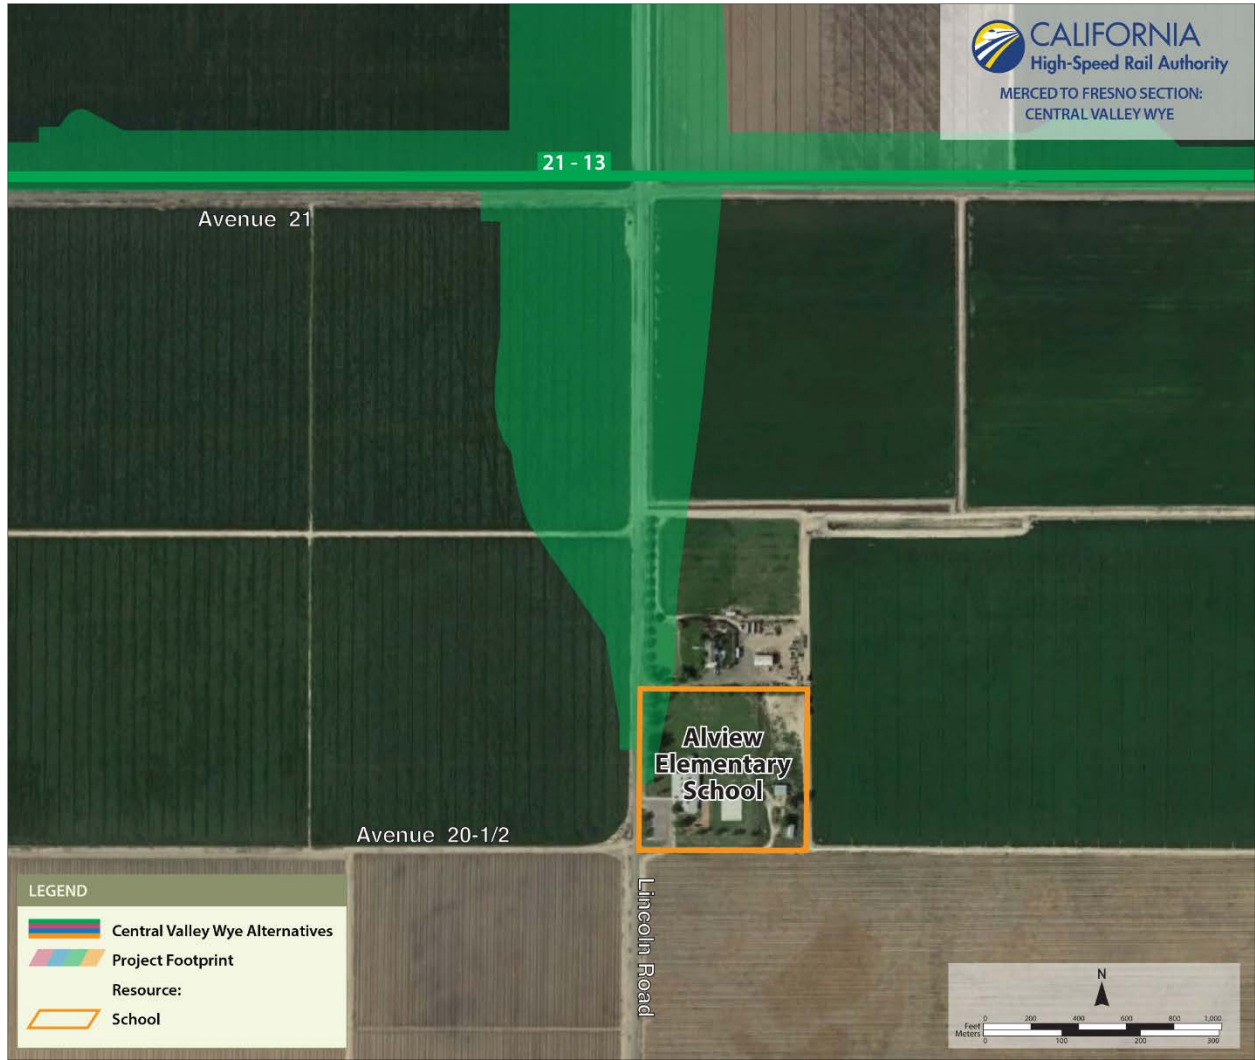 CALIFORNIA
High-Speed Rail Authority
MERCED TO FRESNO SECTION:
CENTRAL VALLEY WYE
21 - 13
Avenue 21
Alview
Elementary
School
Avenue 20-1/2
Lincoln Road
LEGEND
Central Valley Wye Alternatives
Project Footprint
Resource:
School
N
Feet
0 200 400 600 800 1,000
Meters
0 100 200 300